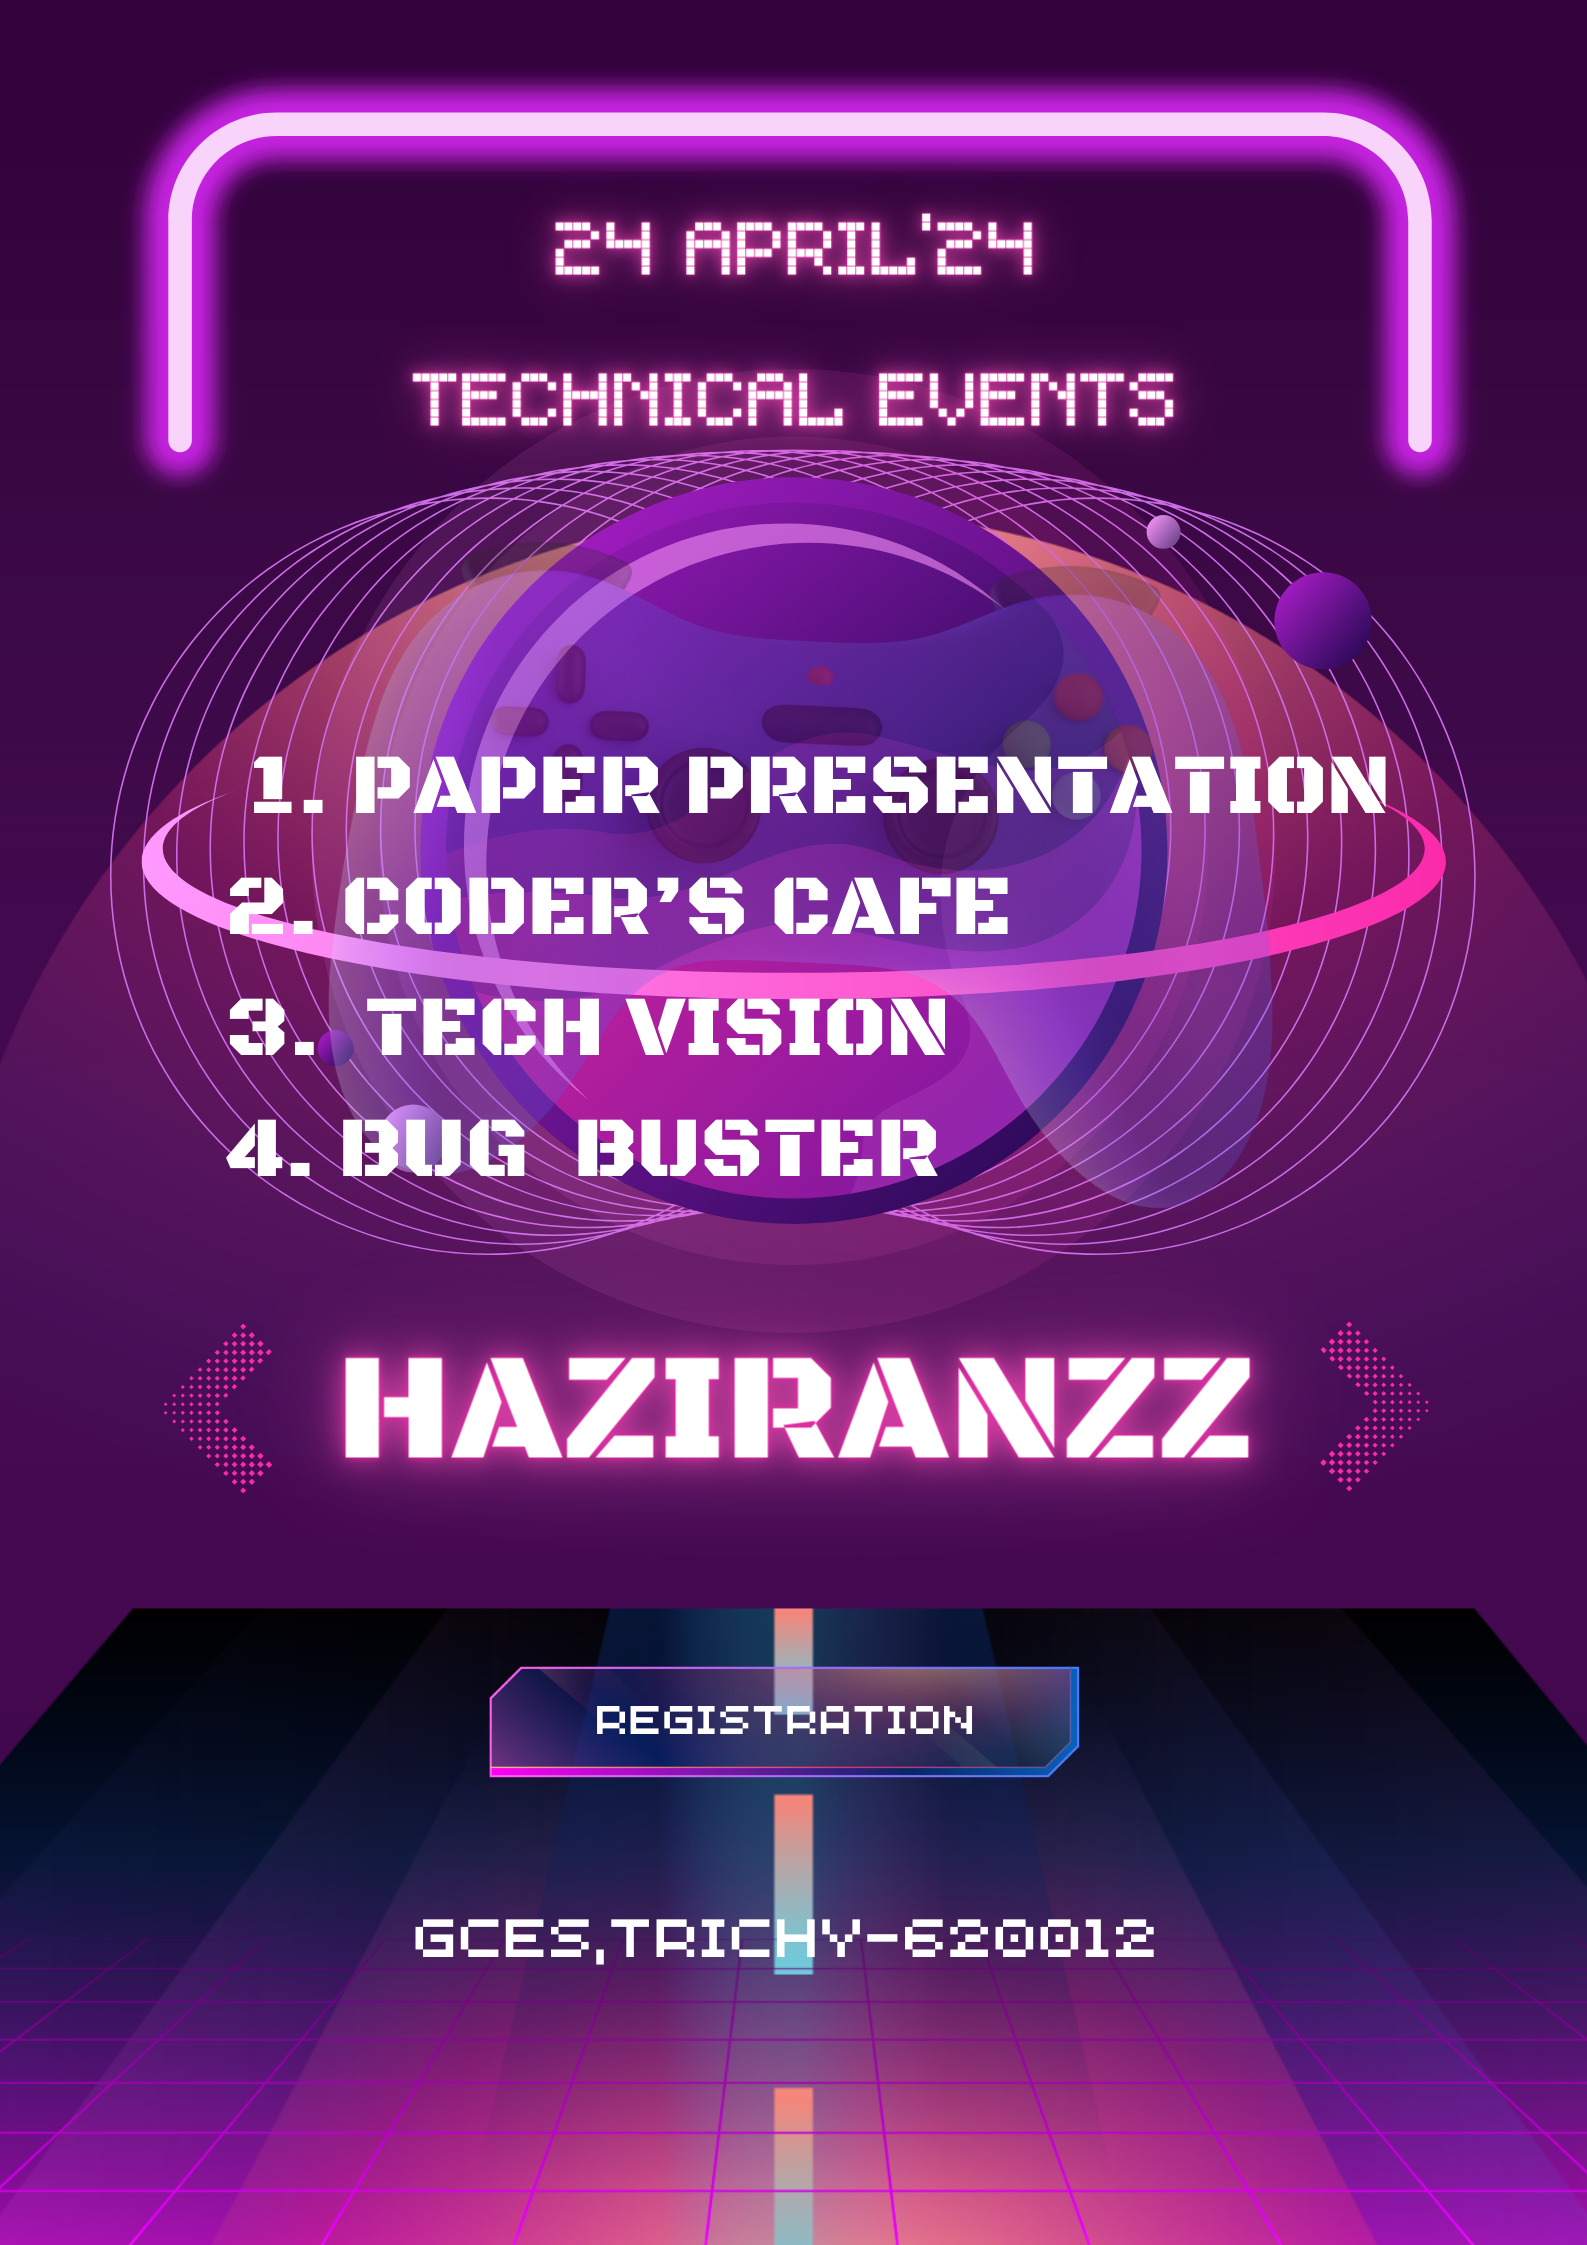 24 APRIL'24
TECHNICAL EVENTS
1. PAPER PRESENTATION
2. CODER’S CAFE
3. TECH VISION
4. BUG BUSTER
HAZIRANZZ
REGISTRATION
GCES,TRICHY-620012